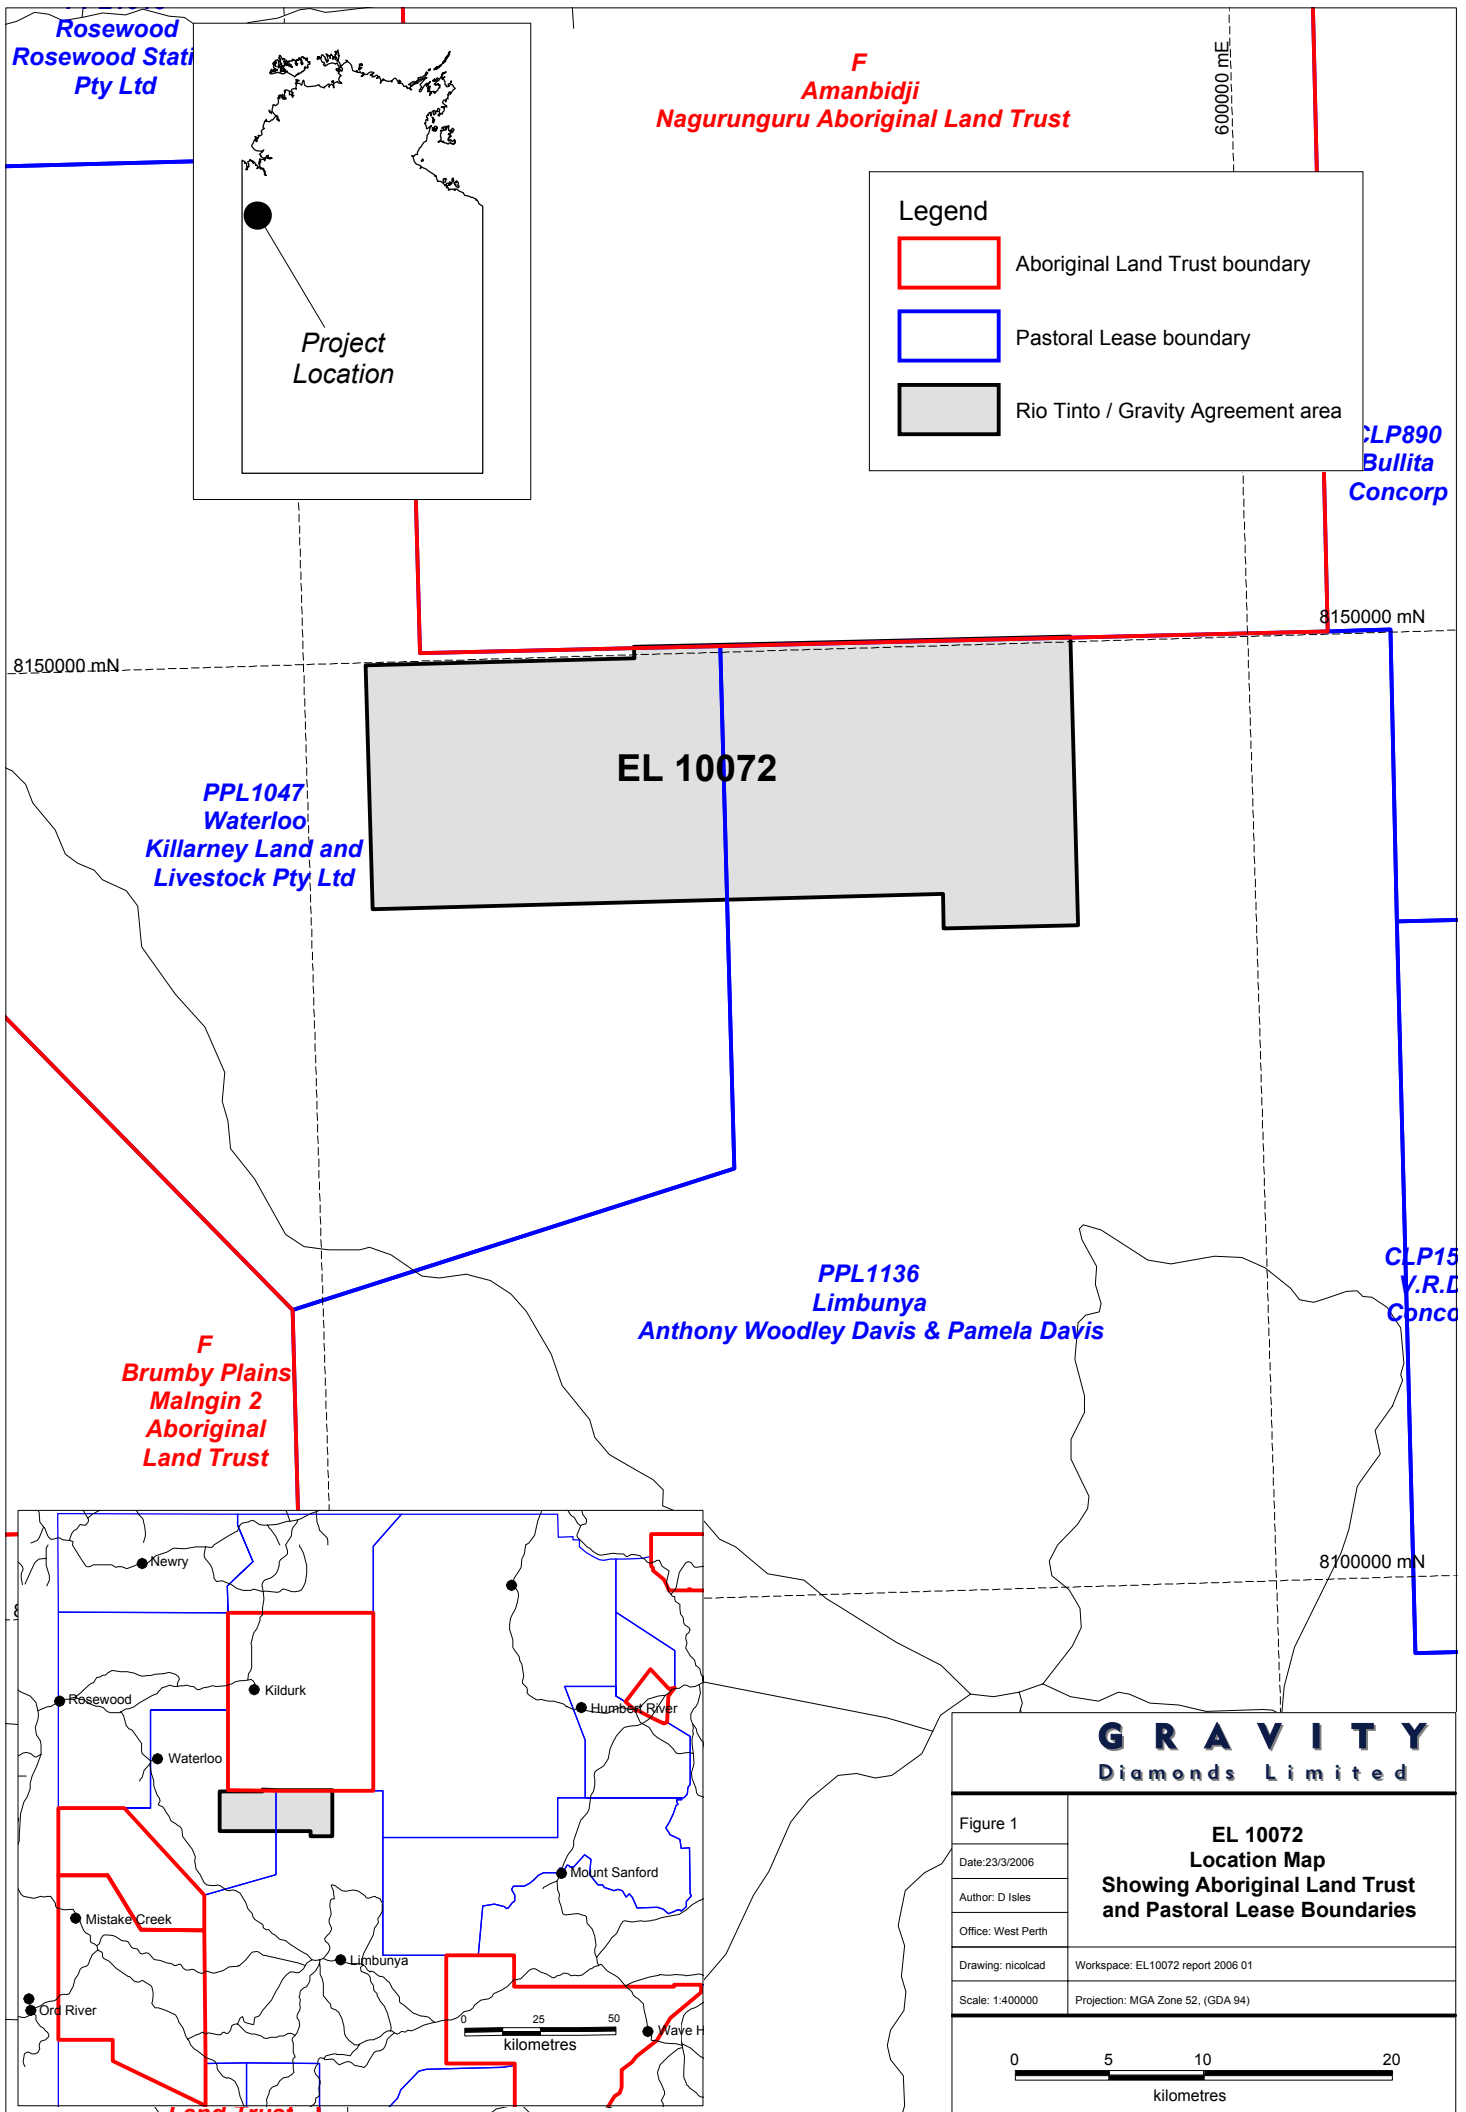 Rosewood
Rosewood Stati
Pty Ltd
Project
Location
F
Amanbidji
Nagurunguru Aboriginal Land Trust
600000 mE
Legend
Aboriginal Land Trust boundary
Pastoral Lease boundary
Rio Tinto / Gravity Agreement area
CLP890
Bullita
Concorp
8150000 mN
8150000 mN
EL 10072
PPL1047
Waterloo
Killarney Land and
Livestock Pty Ltd
PPL1136
Limbunya
Anthony Woodley Davis & Pamela Davis
CLP15
V.R.D
Conco
F
Brumby Plains
Malngin 2
Aboriginal
Land Trust
8100000 mN
Newry
Kildurk
Rosewood
Humbert River
Waterloo
Mount Sanford
Mistake Creek
Limbunya
Ord River
Wave H
0 25 50
kilometres
Land Trust
GRAVITY
Diamonds Limited
Figure 1
Date:23/3/2006
Author: D Isles
Office: West Perth
Drawing: nicolcad
Scale: 1:400000
EL 10072
Location Map
Showing Aboriginal Land Trust
and Pastoral Lease Boundaries
Workspace: EL10072 report 2006 01
Projection: MGA Zone 52, (GDA 94)
0 5 10 20
kilometres